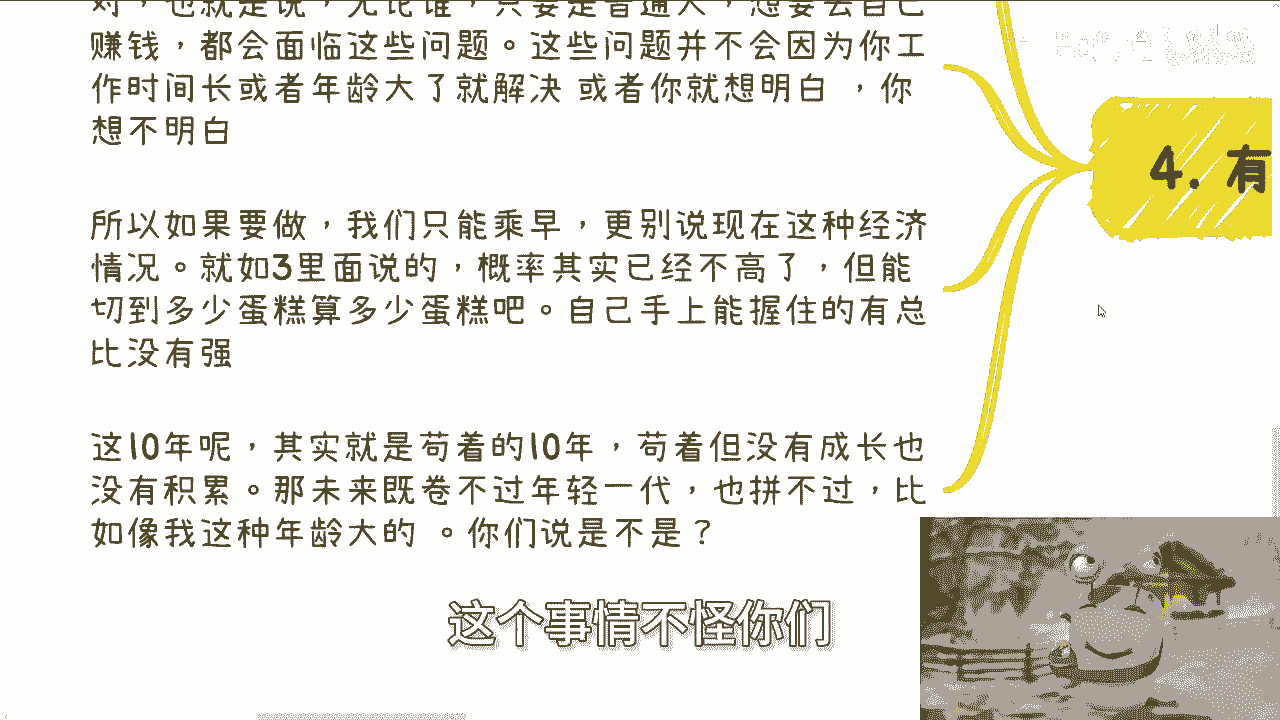 对,也就是说,无论谁,只要是普通人,想要去自己
赚钱,都会面临这些问题。这些问题并不会因为你工
作时间长或者年龄大了就解决 或者你就想明白 ,你
想不明白
所以如果要做,我们只能乘早,更别说现在这种经济
情况。就如3里面说的,概率其实已经不高了,但能
切到多少蛋糕算多少蛋糕吧。自己手上能握住的有总
比没有强
这10年呢,其实就是苟着的10年,苟着但没有成长也
没有积累。那未来既卷不过年轻一代,也拼不过,比
如像我这种年龄大的 。你们说是不是?
4. 有
这个事情不怪你们